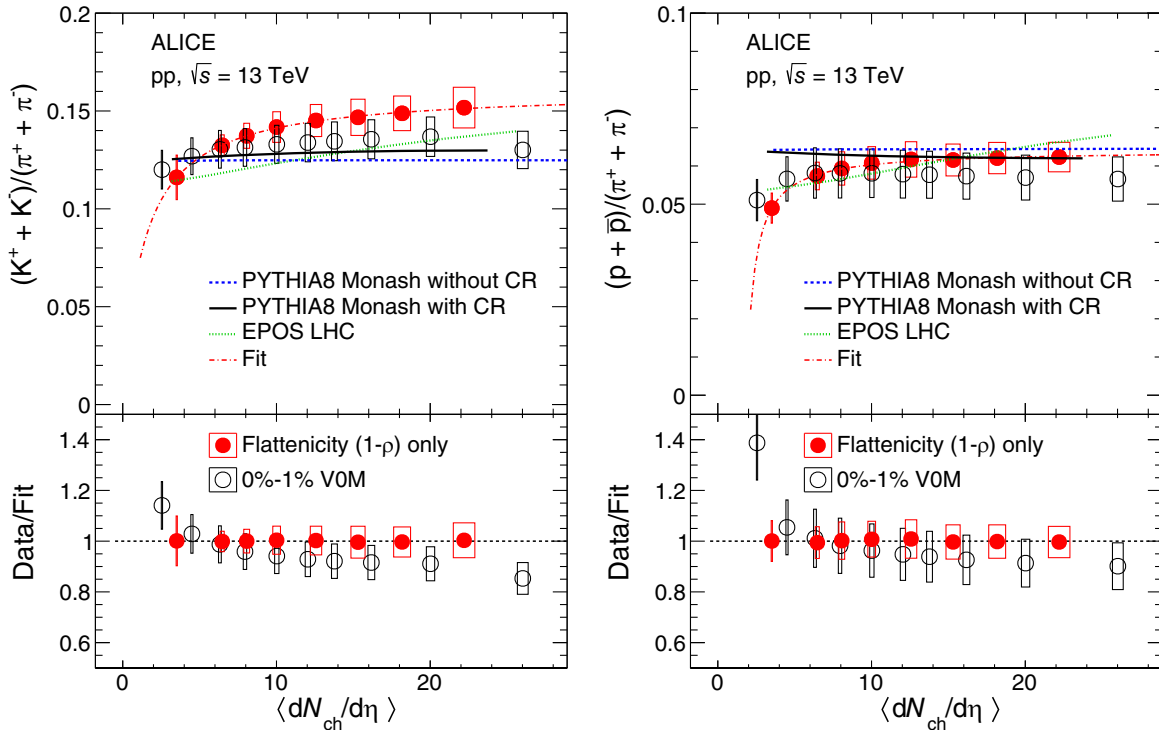 0.2
ALICE
pp, √s = 13 TeV
0.15
0.1
0.05
0
(K⁺ + K⁻)/(π⁺ + π⁻)
PYTHIA8 Monash without CR
PYTHIA8 Monash with CR
EPOS LHC
Fit
1.4
1.2
1
0.8
0.6
Data/Fit
Flattenicity (1-ρ) only
0%-1% V0M
0 10 20
⟨dN_ch/dη⟩
0.1
ALICE
pp, √s = 13 TeV
0.05
0
(p + p̅)/(π⁺ + π⁻)
PYTHIA8 Monash without CR
PYTHIA8 Monash with CR
EPOS LHC
Fit
1.4
1.2
1
0.8
0.6
Data/Fit
Flattenicity (1-ρ) only
0%-1% V0M
0 10 20
⟨dN_ch/dη⟩